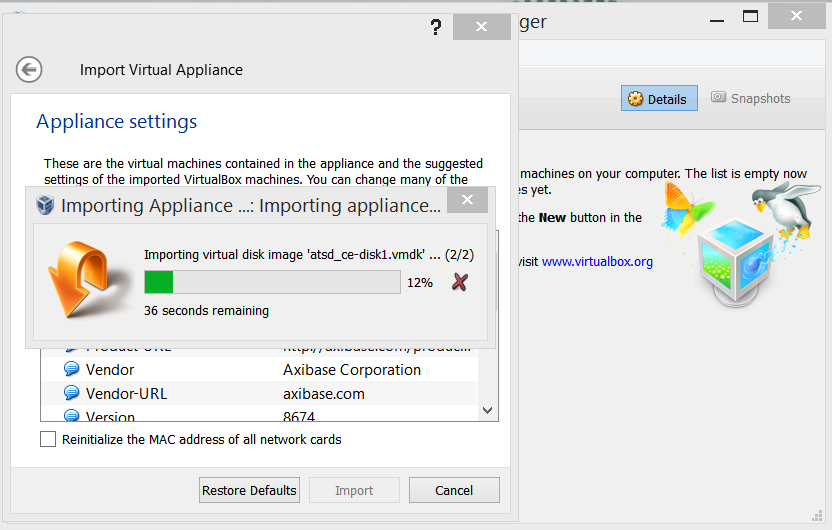 ger
?
Import Virtual Appliance
Details
Snapshots
Appliance settings
These are the virtual machines contained in the appliance and the suggested
settings of the imported VirtualBox machines. You can change many of the
machines on your computer. The list is empty now
es yet.
the New button in the
visit www.virtualbox.org
Importing Appliance ...: Importing appliance...
Importing virtual disk image 'atsd_ce-disk1.vmdk' ... (2/2)
12%
36 seconds remaining
Product-URL http://axibase.com/produc...
Vendor Axibase Corporation
Vendor-URL axibase.com
Version 8674
Reinitialize the MAC address of all network cards
Restore Defaults
Import
Cancel